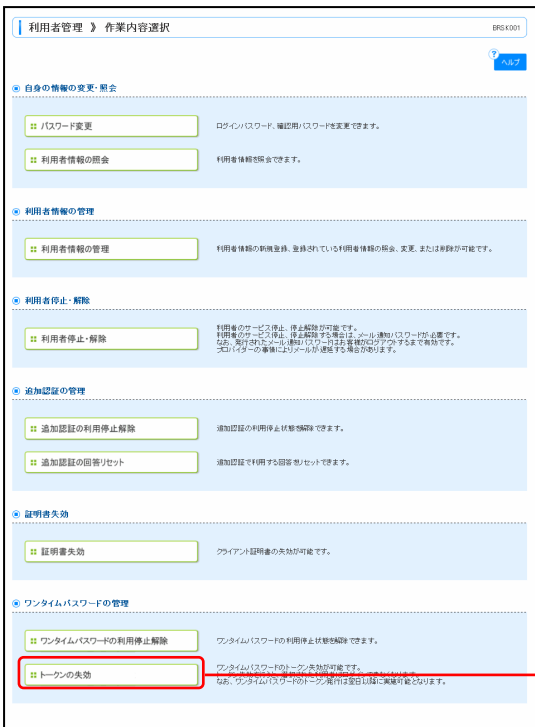 利用者管理 》 作業内容選択
BRSK001
?
ヘルプ
自身の情報の変更・照会
パスワード変更
ログインパスワード、確認用パスワードを変更できます。
利用者情報の照会
利用者情報を照会できます。
利用者情報の管理
利用者情報の管理
利用者情報の新規登録、登録されている利用者情報の照会、変更、または削除が可能です。
利用者停止・解除
利用者停止・解除
利用者のサービス停止、停止解除が可能です。
利用者のサービス停止、停止解除する場合は、メール通知パスワードが必要です。
なお、発行されたメール通知パスワードはお客様がログアウトするまで有効です。
プロバイダーの事情によりメールが遅延する場合があります。
追加認証の管理
追加認証の利用停止解除
追加認証の利用停止状態を解除できます。
追加認証の回答リセット
追加認証で利用する回答をリセットできます。
証明書失効
証明書失効
クライアント証明書の失効が可能です。
ワンタイムパスワードの管理
ワンタイムパスワードの利用停止解除
ワンタイムパスワードの利用停止状態を解除できます。
トークンの失効
ワンタイムパスワードのトークン失効が可能です。
なお、ワンタイムパスワードのトークン発行は翌日以降に実施可能となります。